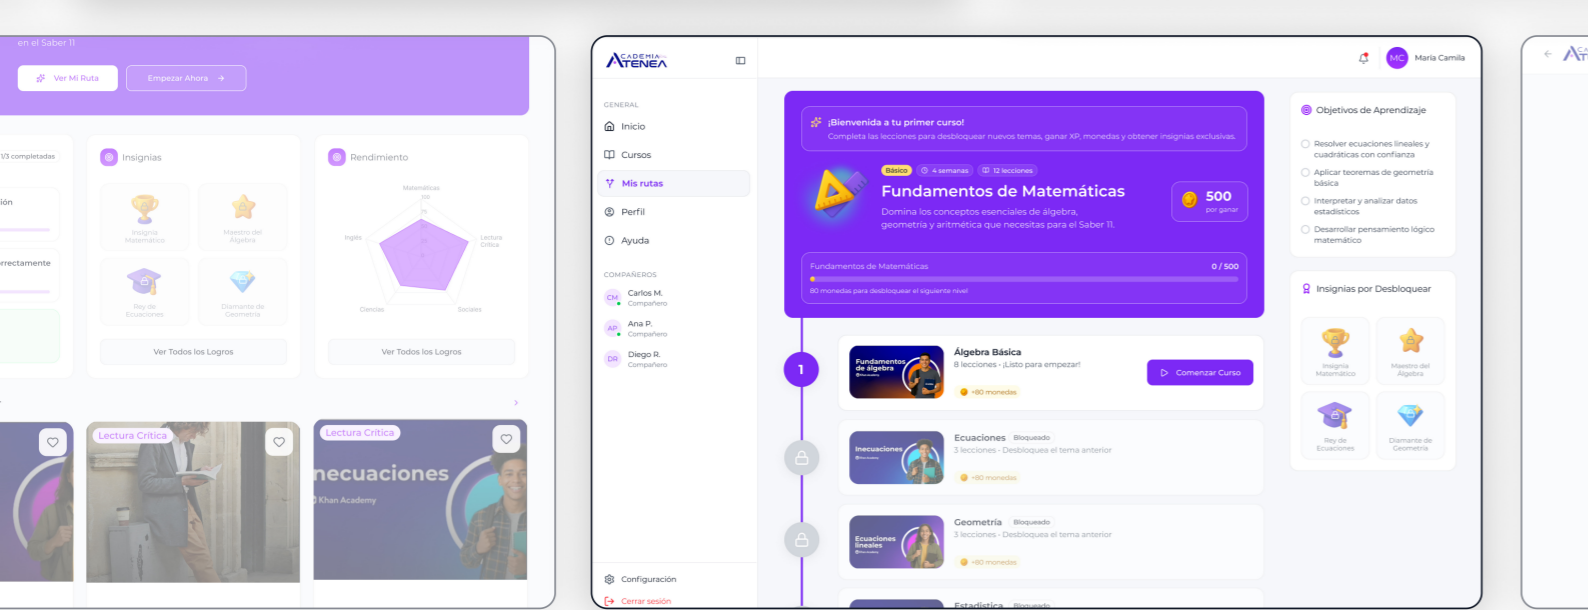 en el Saber 11
Ver Mi Ruta
Empezar Ahora
1/3 completadas
Insignias
Rendimiento
Insignia
Matemático
Maestro del
Álgebra
Rey de
Ecuaciones
Diamante de
Geometría
Matemáticas
100
75
Inglés
Lectura
Crítica
Ciencias
Sociales
Ver Todos los Logros
Ver Todos los Logros
Lectura Crítica
Lectura Crítica
necuaciones
Khan Academy
ACADEMIA
ATENEA
GENERAL
Inicio
Cursos
Mis rutas
Perfil
Ayuda
COMPAÑEROS
CM
Carlos M.
Compañero
AP
Ana P.
Compañero
DR
Diego R.
Compañero
Configuración
Cerrar sesión
MC
María Camila
¡Bienvenida a tu primer curso!
Completa las lecciones para desbloquear nuevos temas, ganar XP, monedas y obtener insignias exclusivas.
Básico
4 semanas
12 lecciones
Fundamentos de Matemáticas
Domina los conceptos esenciales de álgebra,
geometría y aritmética que necesitas para el Saber 11.
500
por ganar
Fundamentos de Matemáticas
0 / 500
80 monedas para desbloquear el siguiente nivel
1
Fundamentos
de álgebra
Khan Academy
Álgebra Básica
8 lecciones • ¡Listo para empezar!
+80 monedas
Comenzar Curso
Inecuaciones
Khan Academy
Ecuaciones
Bloqueado
3 lecciones • Desbloquea el tema anterior
+80 monedas
Ecuaciones
lineales
Khan Academy
Geometría
Bloqueado
3 lecciones • Desbloquea el tema anterior
+80 monedas
Estadística
Bloqueado
Objetivos de Aprendizaje
Resolver ecuaciones lineales y
cuadráticas con confianza
Aplicar teoremas de geometría
básica
Interpretar y analizar datos
estadísticos
Desarrollar pensamiento lógico
matemático
Insignias por Desbloquear
Insignia
Matemático
Maestro del
Álgebra
Rey de
Ecuaciones
Diamante de
Geometría